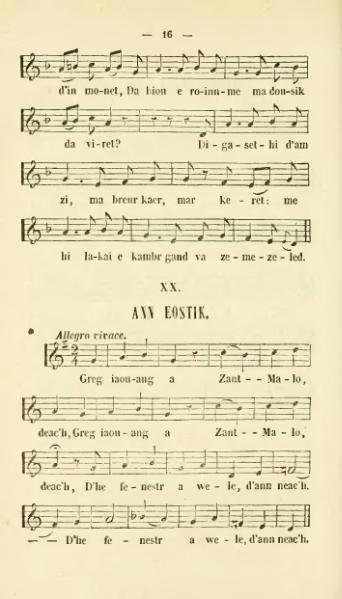 — 16 —
d'in mo-net, Da biou e ro-inn-me ma dou-sik
da vi-ret? Di-ga-set-hi d'am
zi, ma breur kaer, mar ke-ret: me
hi la-kai e kambr gand va ze-me-ze-led.
XX.
ANN EOSTIK.
Allegro vivace.
Greg iaou-ang a Zant--Ma-lo,
deac'h, Greg iaou-ang a Zant--Ma-lo,
deac'h, D'he fe-nestr a we-le, d'ann neac'h.
— — D'he fe-nestr a we-le, d'ann neac'h.